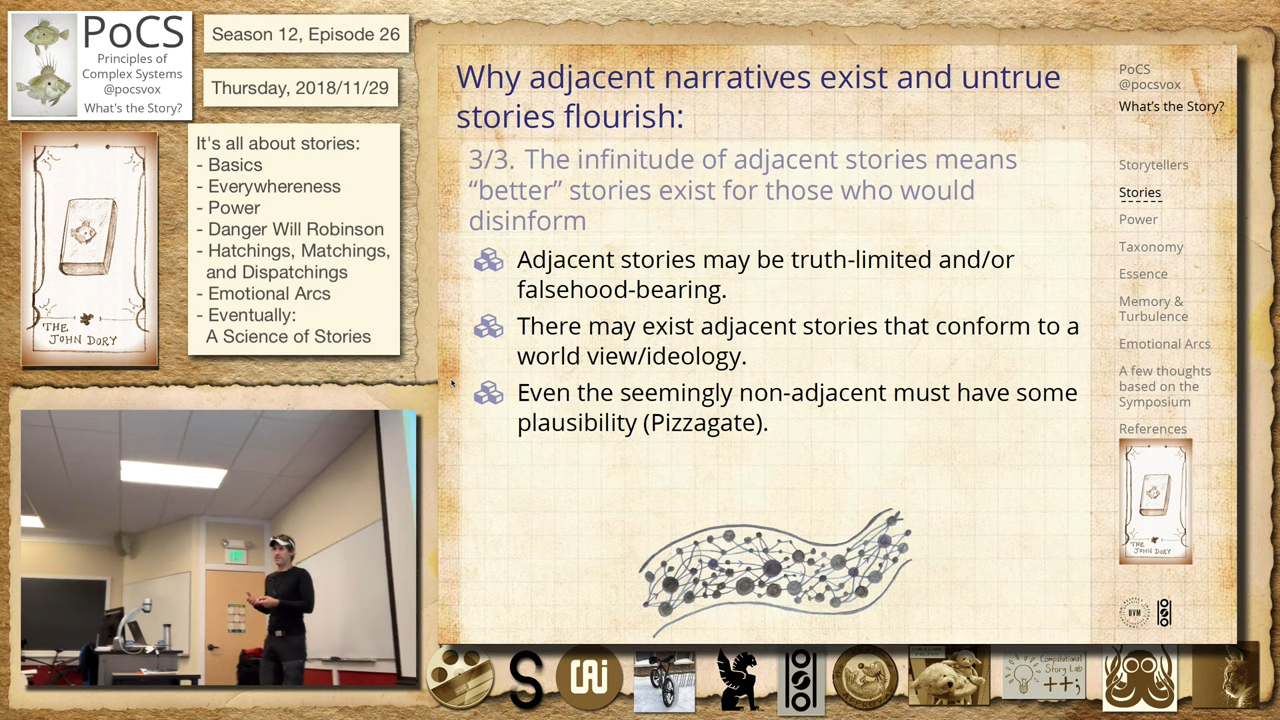 PoCS
Principles of
Complex Systems
@pocsvox
What's the Story?
Season 12, Episode 26
Thursday, 2018/11/29
It's all about stories:
- Basics
- Everywhereness
- Power
- Danger Will Robinson
- Hatchings, Matchings,
and Dispatchings
- Emotional Arcs
- Eventually:
A Science of Stories
THE
JOHN DORY
Why adjacent narratives exist and untrue
stories flourish:
3/3. The infinitude of adjacent stories means
“better” stories exist for those who would
disinform
Adjacent stories may be truth-limited and/or
falsehood-bearing.
There may exist adjacent stories that conform to a
world view/ideology.
Even the seemingly non-adjacent must have some
plausibility (Pizzagate).
PoCS
@pocsvox
What's the Story?
Storytellers
Stories
Power
Taxonomy
Essence
Memory &
Turbulence
Emotional Arcs
A few thoughts
based on the
Symposium
References
THE
JOHN DORY
UVM
S
Computational
Story Lab
++;